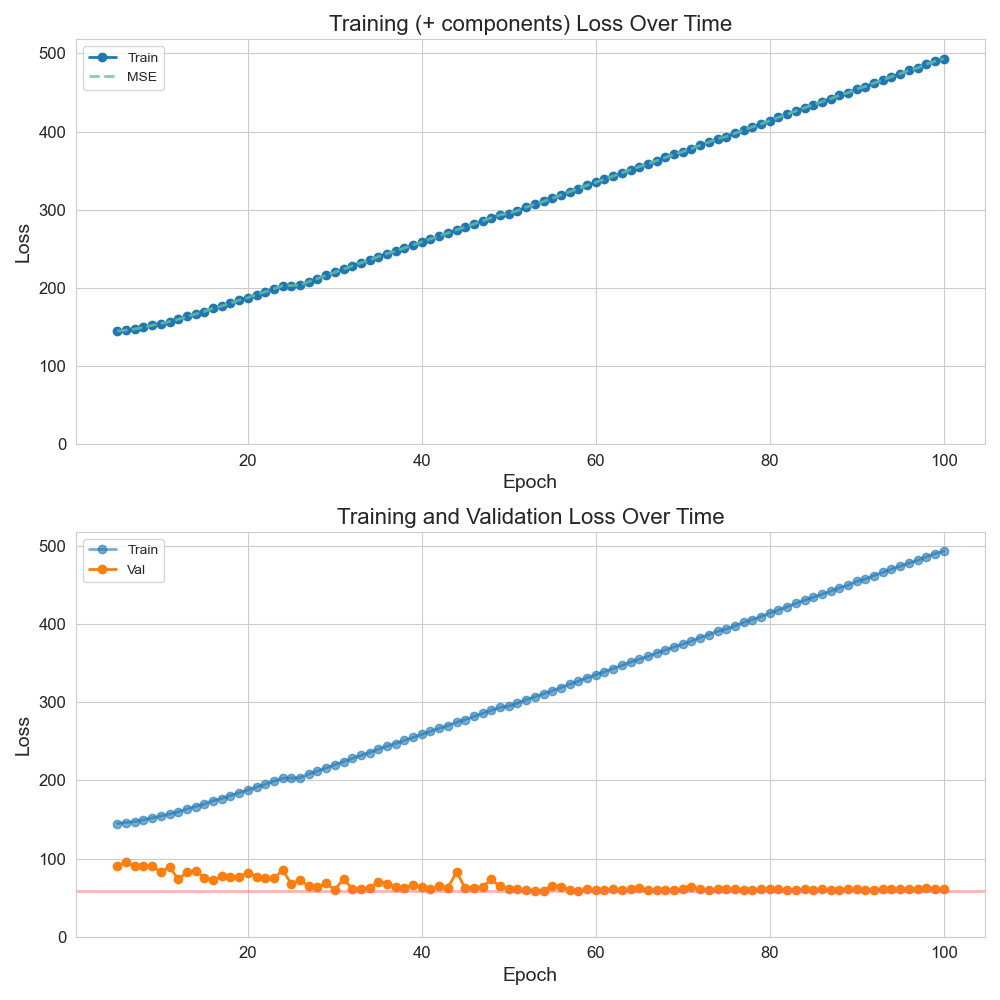 Training (+ components) Loss Over Time
Train
MSE
500
400
300
200
100
0
Loss
20 40 60 80 100
Epoch
Training and Validation Loss Over Time
Train
Val
500
400
300
200
100
0
Loss
20 40 60 80 100
Epoch